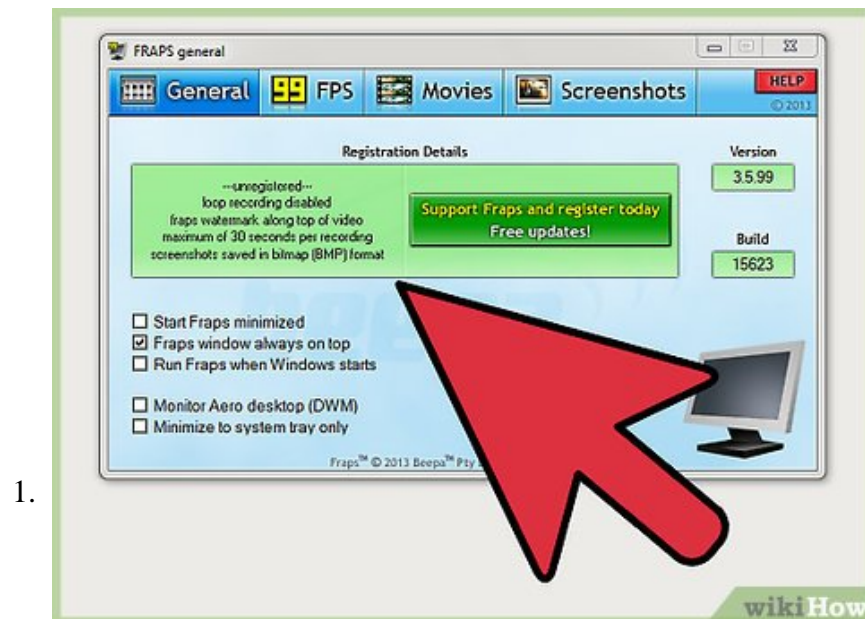 FRAPS general
General
99 FPS
Movies
Screenshots
HELP
© 2013
Registration Details
Version
---unregistered---
loop recording disabled
fraps watermark along top of video
maximum of 30 seconds per recording
screenshots saved in bitmap (BMP) format
Support Fraps and register today
Free updates!
3.5.99
Build
15623
Start Fraps minimized
Fraps window always on top
Run Fraps when Windows starts
Monitor Aero desktop (DWM)
Minimize to system tray only
Fraps™ © 2013 Beepa™ Pty
1.
wikiHow